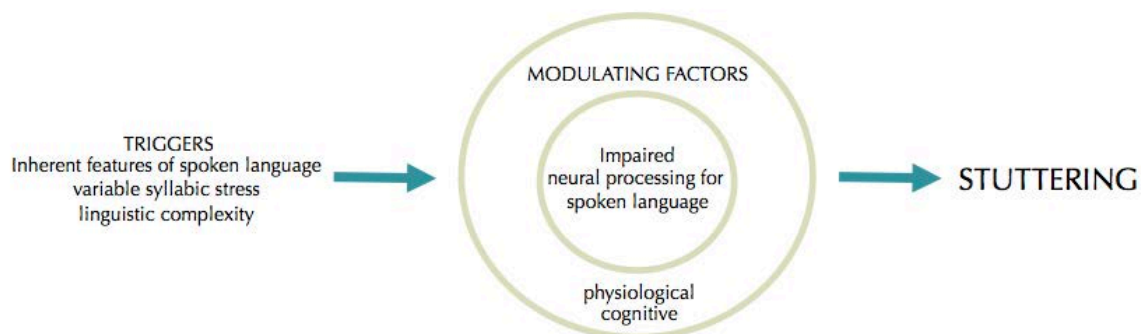 TRIGGERS
Inherent features of spoken language
variable syllabic stress
linguistic complexity
MODULATING FACTORS
Impaired
neural processing for
spoken language
physiological
cognitive
STUTTERING